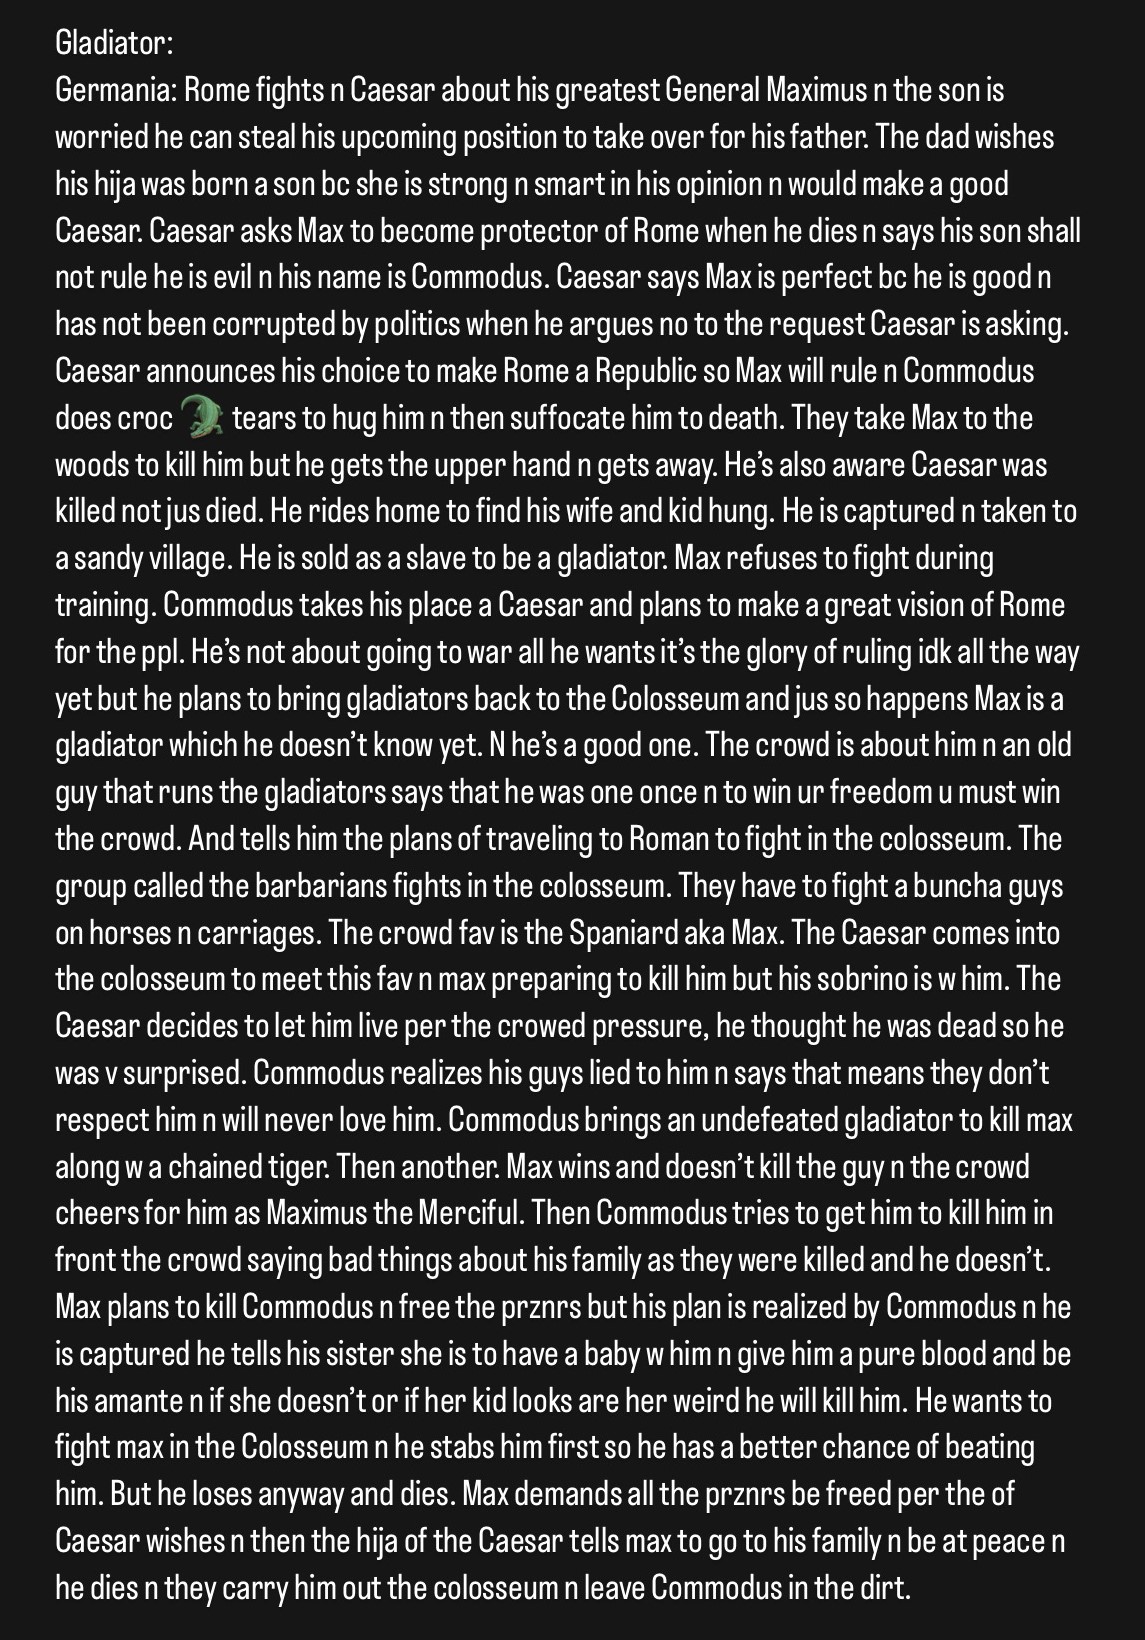 Gladiator:
Germania: Rome fights n Caesar about his greatest General Maximus n the son is
worried he can steal his upcoming position to take over for his father. The dad wishes
his hija was born a son bc she is strong n smart in his opinion n would make a good
Caesar. Caesar asks Max to become protector of Rome when he dies n says his son shall
not rule he is evil n his name is Commodus. Caesar says Max is perfect bc he is good n
has not been corrupted by politics when he argues no to the request Caesar is asking.
Caesar announces his choice to make Rome a Republic so Max will rule n Commodus
does croc 🐊 tears to hug him n then suffocate him to death. They take Max to the
woods to kill him but he gets the upper hand n gets away. He’s also aware Caesar was
killed not jus died. He rides home to find his wife and kid hung. He is captured n taken to
a sandy village. He is sold as a slave to be a gladiator. Max refuses to fight during
training. Commodus takes his place a Caesar and plans to make a great vision of Rome
for the ppl. He’s not about going to war all he wants it’s the glory of ruling idk all the way
yet but he plans to bring gladiators back to the Colosseum and jus so happens Max is a
gladiator which he doesn’t know yet. N he’s a good one. The crowd is about him n an old
guy that runs the gladiators says that he was one once n to win ur freedom u must win
the crowd. And tells him the plans of traveling to Roman to fight in the colosseum. The
group called the barbarians fights in the colosseum. They have to fight a buncha guys
on horses n carriages. The crowd fav is the Spaniard aka Max. The Caesar comes into
the colosseum to meet this fav n max preparing to kill him but his sobrino is w him. The
Caesar decides to let him live per the crowed pressure, he thought he was dead so he
was v surprised. Commodus realizes his guys lied to him n says that means they don’t
respect him n will never love him. Commodus brings an undefeated gladiator to kill max
along w a chained tiger. Then another. Max wins and doesn’t kill the guy n the crowd
cheers for him as Maximus the Merciful. Then Commodus tries to get him to kill him in
front the crowd saying bad things about his family as they were killed and he doesn’t.
Max plans to kill Commodus n free the prznrs but his plan is realized by Commodus n he
is captured he tells his sister she is to have a baby w him n give him a pure blood and be
his amante n if she doesn’t or if her kid looks are her weird he will kill him. He wants to
fight max in the Colosseum n he stabs him first so he has a better chance of beating
him. But he loses anyway and dies. Max demands all the prznrs be freed per the of
Caesar wishes n then the hija of the Caesar tells max to go to his family n be at peace n
he dies n they carry him out the colosseum n leave Commodus in the dirt.